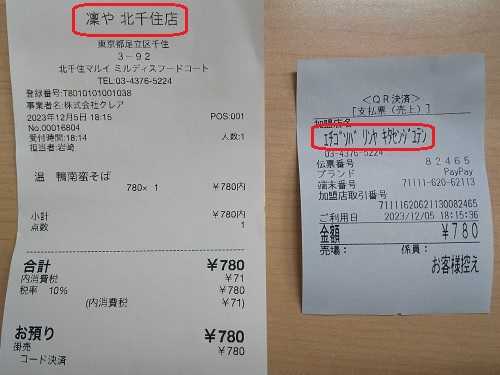 凜や 北千住店
東京都足立区千住
3-92
北千住マルイ ミルディスフードコート
TEL:03-4376-5224
登録番号:T8010101001038
事業者名:株式会社クレア
2023年12月5日 18:15 POS:001
No.00016804
受付時間:18:14 人数:1
担当者:岩崎
温 鴨南蛮そば
780× 1 ¥780内
小計 ¥780内
点数 1
合計 ¥780
内消費税 ¥71
税率 10% ¥780
(内消費税 ¥71)
お預り ¥780
掛売 ¥780
コード決済
<QR決済>
[支払票(売上)]
加盟店名
エチゴソバ リンヤ キタセンジュテン
03-4376-5224
伝票番号 82465
ブランド PayPay
端末番号 71111-620-62113
加盟店取引番号
71111620621130082465
ご利用日 2023/12/05 18:15:36
金額 ¥780
売場: 係員:
お客様控え